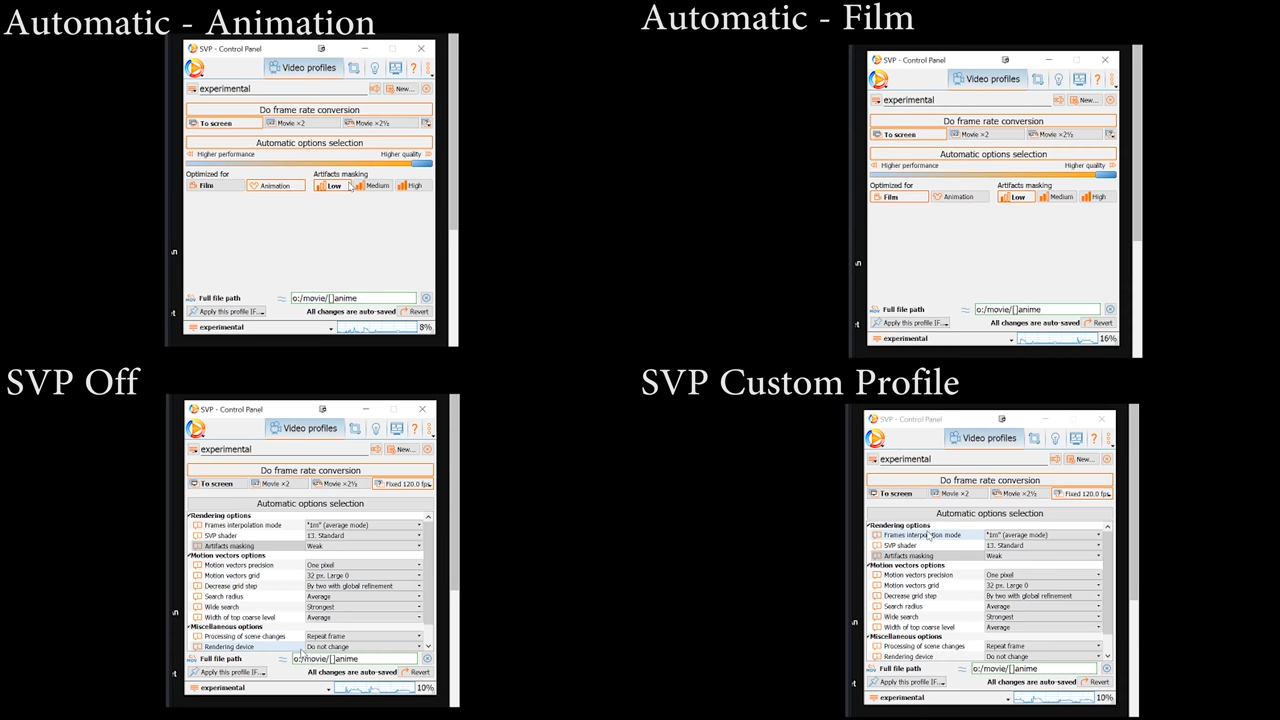 Automatic - Animation
SVP - Control Panel
Video profiles
?
experimental
New...
Do frame rate conversion
To screen
Movie ×2
Movie ×2½
Automatic options selection
Higher performance
Higher quality
Optimized for
Artifacts masking
Film
Animation
Low
Medium
High
Full file path
o:/movie/[]anime
Apply this profile IF...
All changes are auto-saved
Revert
experimental
8%
Automatic - Film
SVP - Control Panel
Video profiles
?
experimental
New...
Do frame rate conversion
To screen
Movie ×2
Movie ×2½
Automatic options selection
Higher performance
Higher quality
Optimized for
Artifacts masking
Film
Animation
Low
Medium
High
Full file path
o:/movie/[]anime
Apply this profile IF...
All changes are auto-saved
Revert
experimental
16%
SVP Off
SVP - Control Panel
Video profiles
?
experimental
New...
Do frame rate conversion
To screen
Movie ×2
Movie ×2½
Fixed 120.0 fps
Automatic options selection
Rendering options
Frames interpolation mode
"1m" (average mode)
SVP shader
13. Standard
Artifacts masking
Weak
Motion vectors options
Motion vectors precision
One pixel
Motion vectors grid
32 px. Large 0
Decrease grid step
By two with global refinement
Search radius
Average
Wide search
Strongest
Width of top coarse level
Average
Miscellaneous options
Processing of scene changes
Repeat frame
Rendering device
Do not change
Full file path
o:/movie/[]anime
Apply this profile IF...
All changes are auto-saved
Revert
experimental
10%
SVP Custom Profile
SVP - Control Panel
Video profiles
?
experimental
New...
Do frame rate conversion
To screen
Movie ×2
Movie ×2½
Fixed 120.0 fps
Automatic options selection
Rendering options
Frames interpolation mode
"1m" (average mode)
SVP shader
13. Standard
Artifacts masking
Weak
Motion vectors options
Motion vectors precision
One pixel
Motion vectors grid
32 px. Large 0
Decrease grid step
By two with global refinement
Search radius
Average
Wide search
Strongest
Width of top coarse level
Average
Miscellaneous options
Processing of scene changes
Repeat frame
Rendering device
Do not change
Full file path
o:/movie/[]anime
Apply this profile IF...
All changes are auto-saved
Revert
experimental
10%